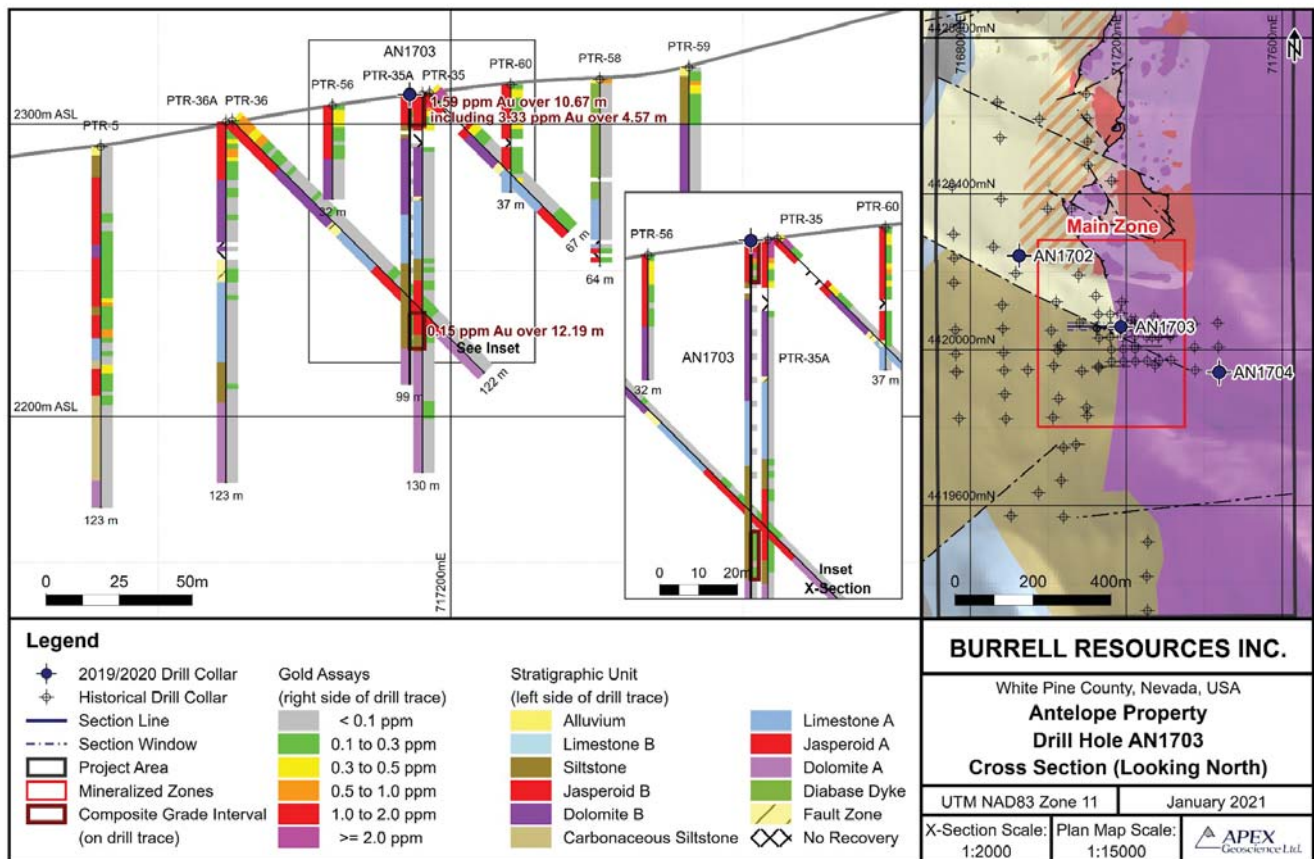 AN1703
PTR-59
PTR-58
PTR-60
PTR-35A
PTR-35
PTR-56
PTR-36A
PTR-36
PTR-5
2300m ASL
1.59 ppm Au over 10.67 m
including 3.33 ppm Au over 4.57 m
32 m
37 m
67 m
64 m
0.15 ppm Au over 12.19 m
See Inset
122 m
99 m
2200m ASL
123 m
123 m
130 m
0 25 50m
717200mE
PTR-35
PTR-60
PTR-56
AN1703
PTR-35A
32 m
37 m
0 10 20m
Inset
X-Section
716800mE
717200mE
717600mE
N
4420400mN
Main Zone
AN1702
AN1703
4420000mN
AN1704
4419600mN
0 200 400m
Legend
2019/2020 Drill Collar
Historical Drill Collar
Section Line
Section Window
Project Area
Mineralized Zones
Composite Grade Interval
(on drill trace)
Gold Assays
(right side of drill trace)
< 0.1 ppm
0.1 to 0.3 ppm
0.3 to 0.5 ppm
0.5 to 1.0 ppm
1.0 to 2.0 ppm
>= 2.0 ppm
Stratigraphic Unit
(left side of drill trace)
Alluvium
Limestone B
Siltstone
Jasperoid B
Dolomite B
Carbonaceous Siltstone
Limestone A
Jasperoid A
Dolomite A
Diabase Dyke
Fault Zone
No Recovery
BURRELL RESOURCES INC.
White Pine County, Nevada, USA
Antelope Property
Drill Hole AN1703
Cross Section (Looking North)
UTM NAD83 Zone 11
January 2021
X-Section Scale:
1:2000
Plan Map Scale:
1:15000
APEX
Geoscience Ltd.